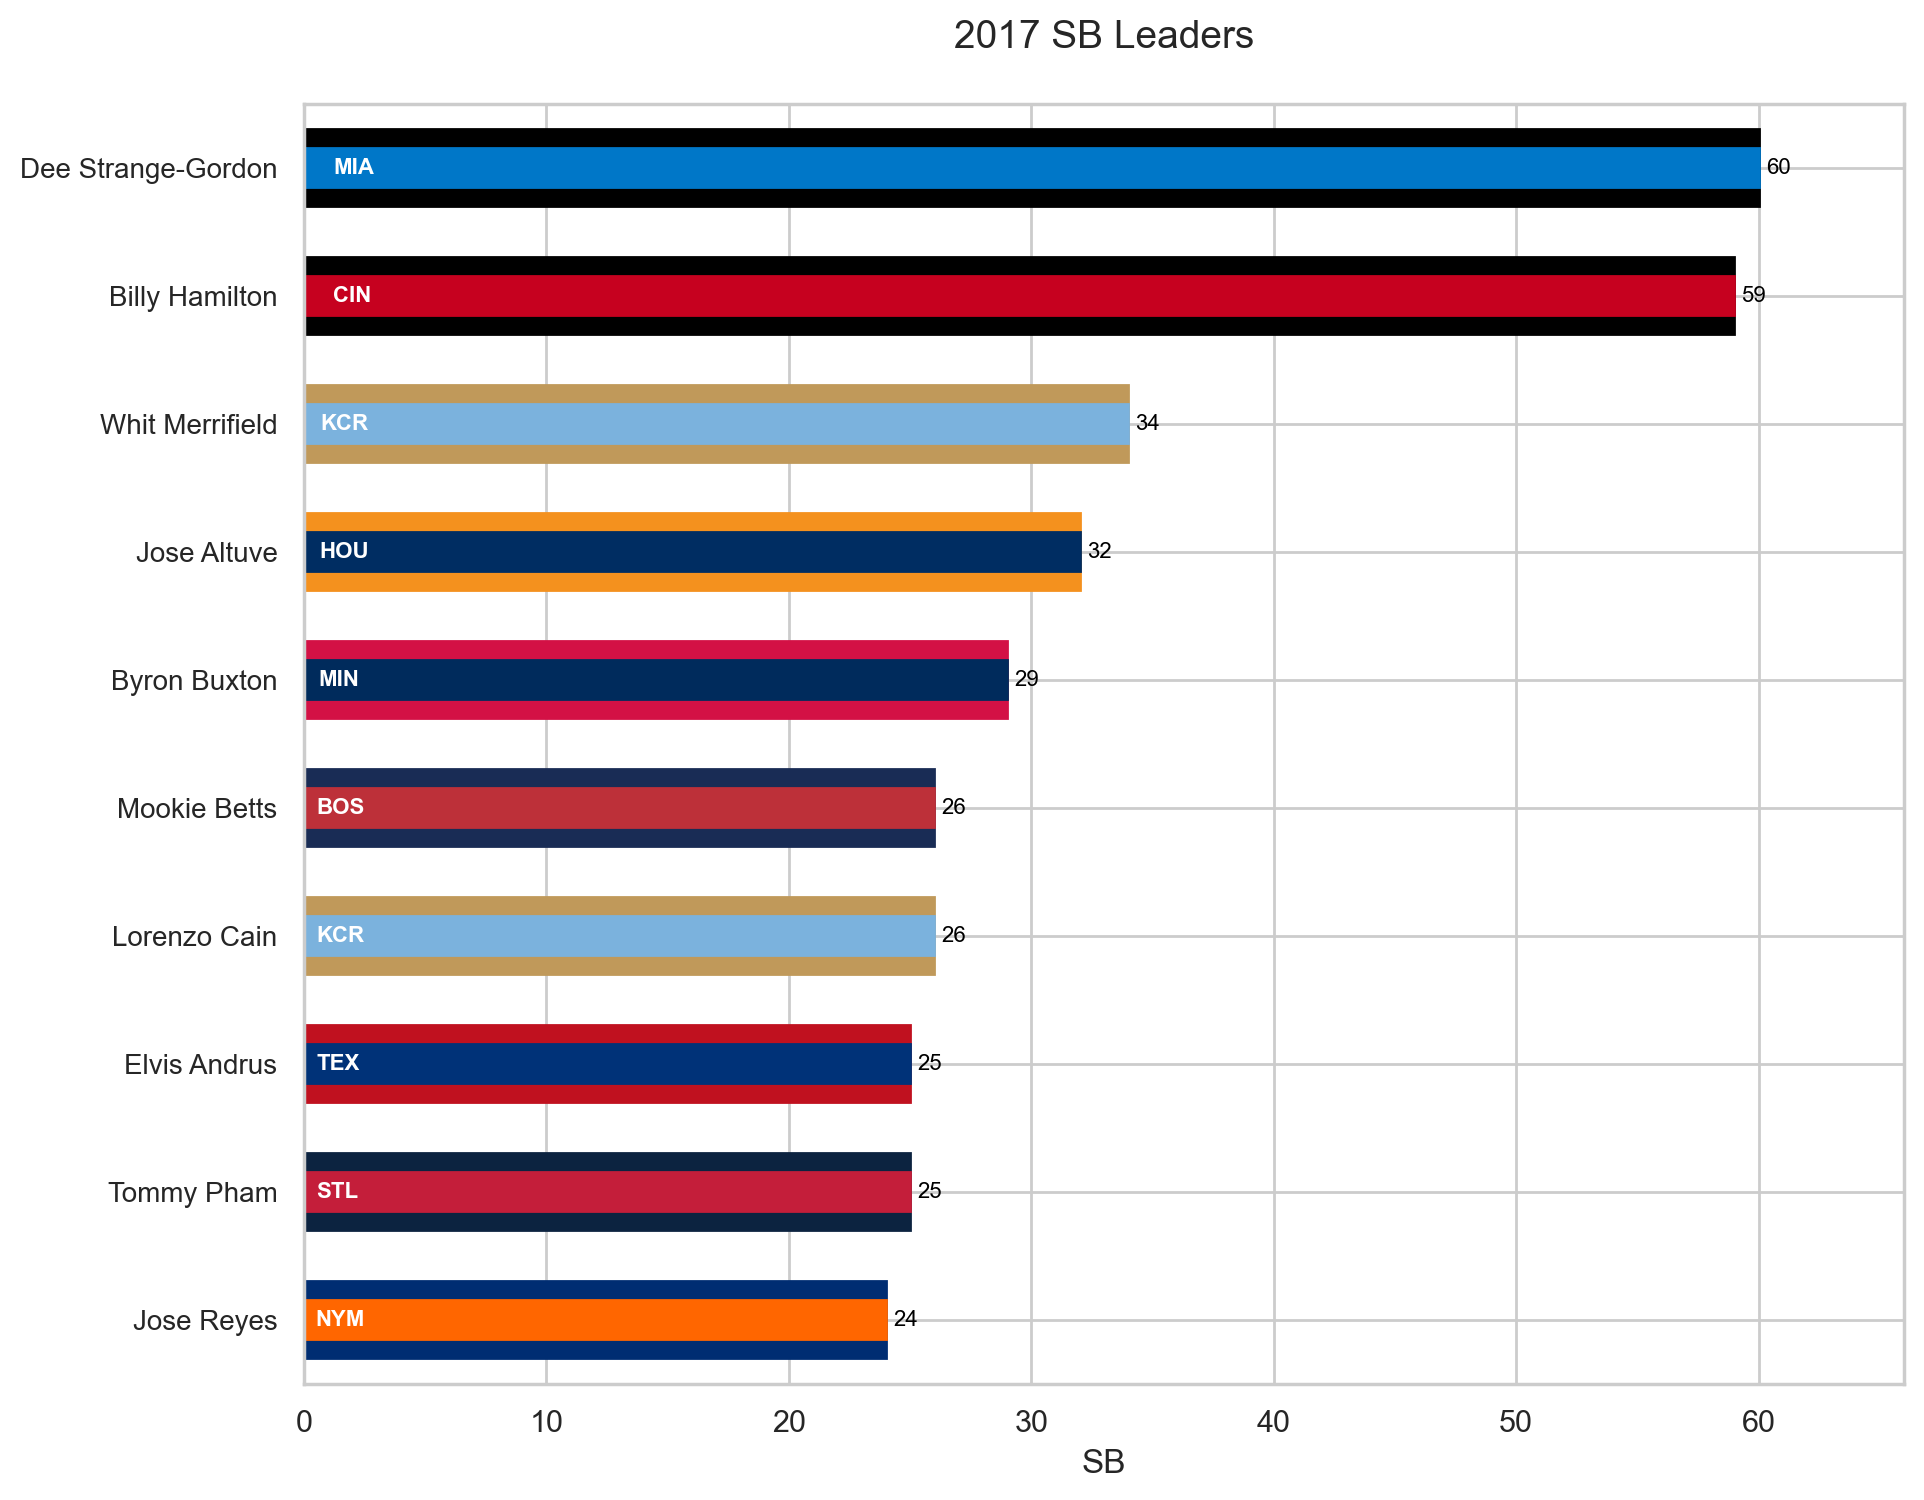 2017 SB Leaders
Dee Strange-Gordon MIA 60
Billy Hamilton CIN 59
Whit Merrifield KCR 34
Jose Altuve HOU 32
Byron Buxton MIN 29
Mookie Betts BOS 26
Lorenzo Cain KCR 26
Elvis Andrus TEX 25
Tommy Pham STL 25
Jose Reyes NYM 24
0 10 20 30 40 50 60
SB